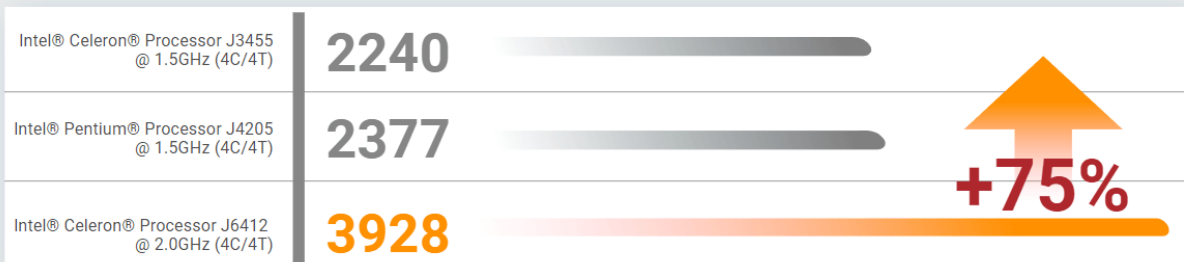 Intel® Celeron® Processor J3455
@ 1.5GHz (4C/4T)
2240
Intel® Pentium® Processor J4205
@ 1.5GHz (4C/4T)
2377
+75%
Intel® Celeron® Processor J6412
@ 2.0GHz (4C/4T)
3928